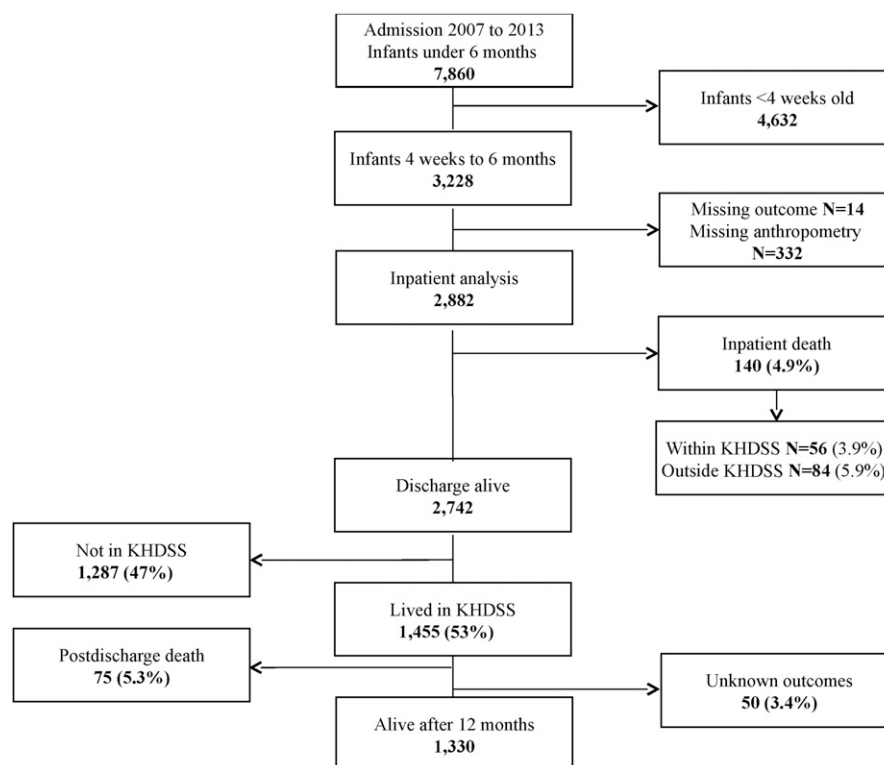 Admission 2007 to 2013
Infants under 6 months
7,860
Infants <4 weeks old
4,632
Infants 4 weeks to 6 months
3,228
Missing outcome N=14
Missing anthropometry
N=332
Inpatient analysis
2,882
Inpatient death
140 (4.9%)
Within KHDSS N=56 (3.9%)
Outside KHDSS N=84 (5.9%)
Discharge alive
2,742
Not in KHDSS
1,287 (47%)
Lived in KHDSS
1,455 (53%)
Postdischarge death
75 (5.3%)
Unknown outcomes
50 (3.4%)
Alive after 12 months
1,330